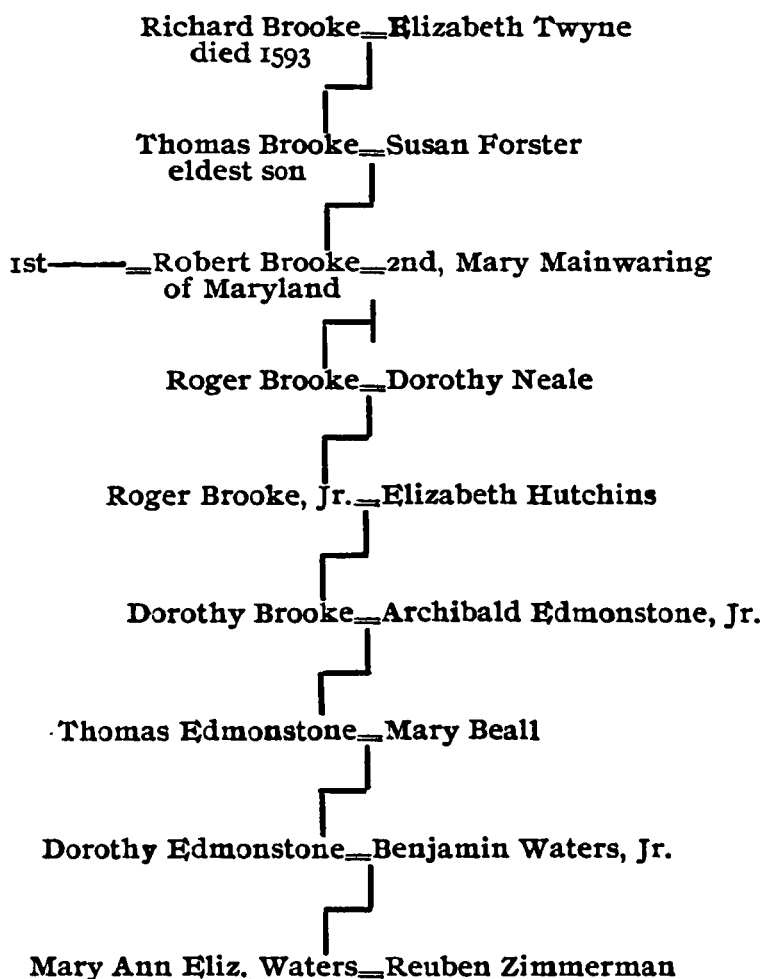 Richard Brooke=Elizabeth Twyne
died 1593
Thomas Brooke=Susan Forster
eldest son
1st——=Robert Brooke=2nd, Mary Mainwaring
of Maryland
Roger Brooke=Dorothy Neale
Roger Brooke, Jr.=Elizabeth Hutchins
Dorothy Brooke=Archibald Edmonstone, Jr.
Thomas Edmonstone=Mary Beall
Dorothy Edmonstone=Benjamin Waters, Jr.
Mary Ann Eliz. Waters=Reuben Zimmerman